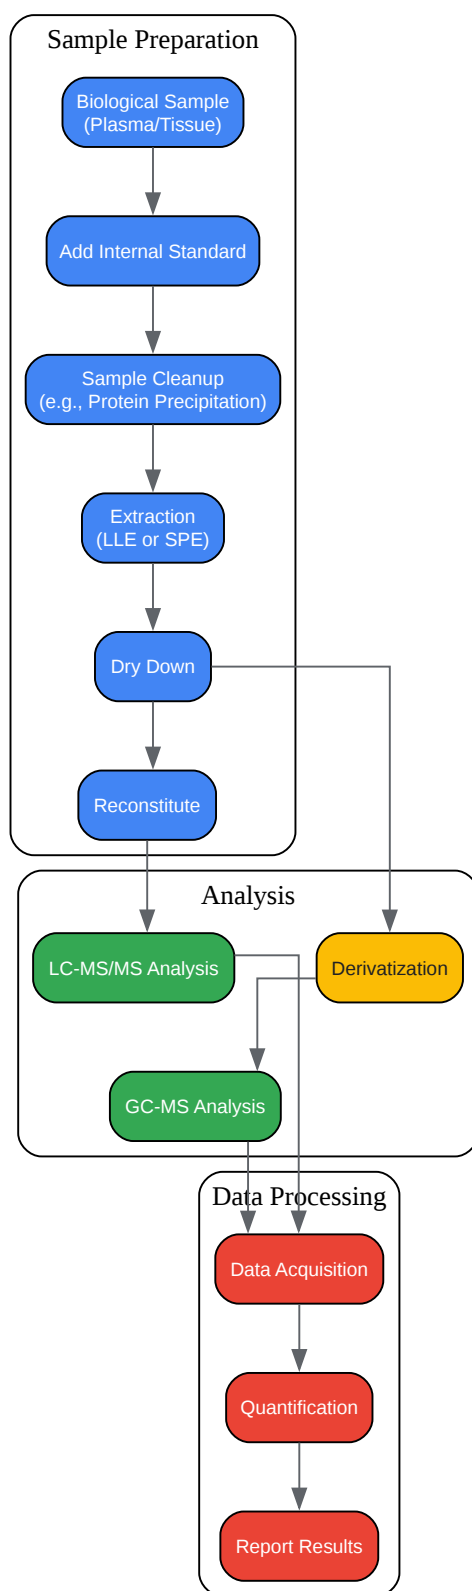 Sample Preparation
Biological Sample
(Plasma/Tissue)
Add Internal Standard
Sample Cleanup
(e.g., Protein Precipitation)
Extraction
(LLE or SPE)
Dry Down
Reconstitute
Analysis
LC-MS/MS Analysis
Derivatization
GC-MS Analysis
Data Processing
Data Acquisition
Quantification
Report Results